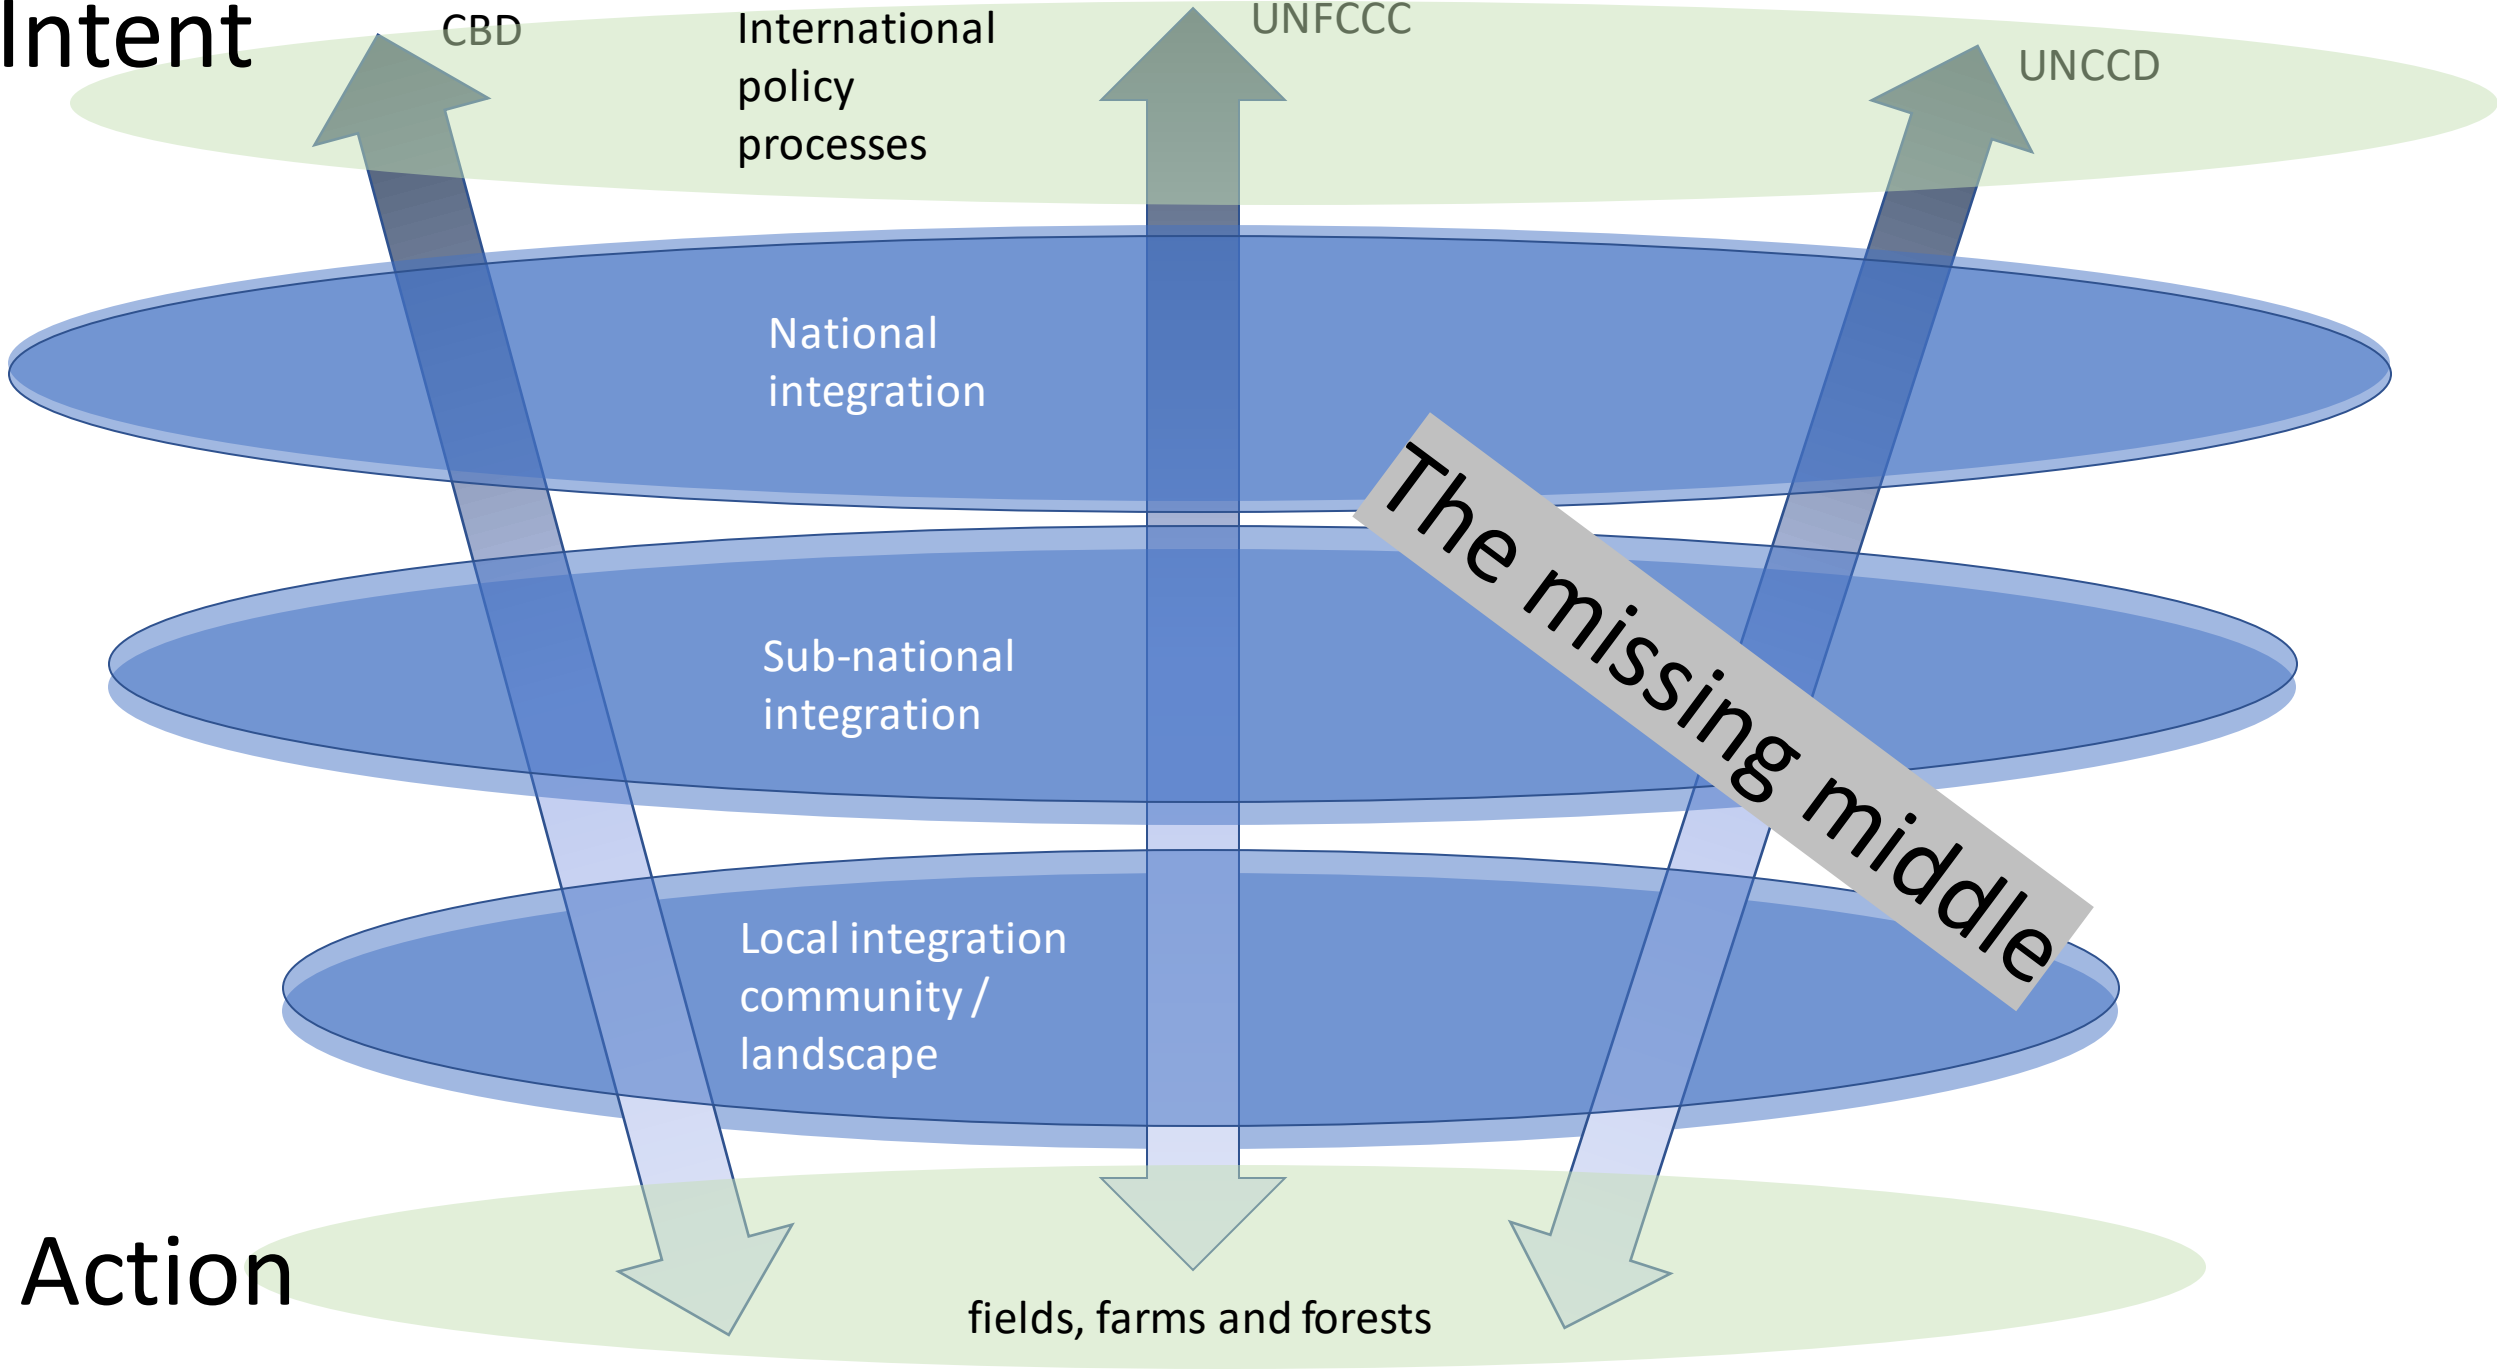 Intent
CBD
International
policy
processes
UNFCCC
UNCCD
National
integration
The missing middle
Sub-national
integration
Local integration
community /
landscape
Action
fields, farms and forests